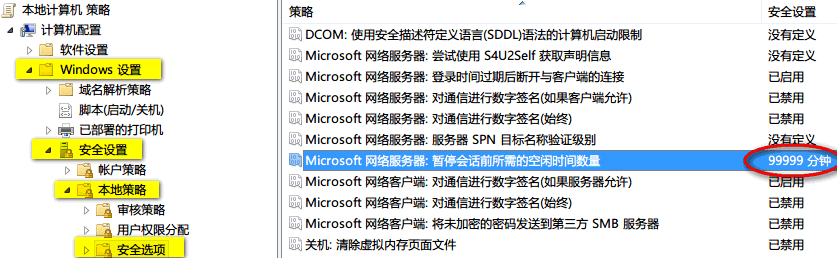 本地计算机 策略
计算机配置
软件设置
Windows 设置
域名解析策略
脚本(启动/关机)
已部署的打印机
安全设置
帐户策略
本地策略
审核策略
用户权限分配
安全选项
策略 安全设置
DCOM: 使用安全描述符定义语言(SDDL)语法的计算机启动限制 没有定义
Microsoft 网络服务器: 尝试使用 S4U2Self 获取声明信息 没有定义
Microsoft 网络服务器: 登录时间过期后断开与客户端的连接 已启用
Microsoft 网络服务器: 对通信进行数字签名(如果客户端允许) 已禁用
Microsoft 网络服务器: 对通信进行数字签名(始终) 已禁用
Microsoft 网络服务器: 服务器 SPN 目标名称验证级别 没有定义
Microsoft 网络服务器: 暂停会话前所需的空闲时间数量 99999 分钟
Microsoft 网络客户端: 对通信进行数字签名(如果服务器允许) 已启用
Microsoft 网络客户端: 对通信进行数字签名(始终) 已禁用
Microsoft 网络客户端: 将未加密的密码发送到第三方 SMB 服务器 已禁用
关机: 清除虚拟内存页面文件 已禁用